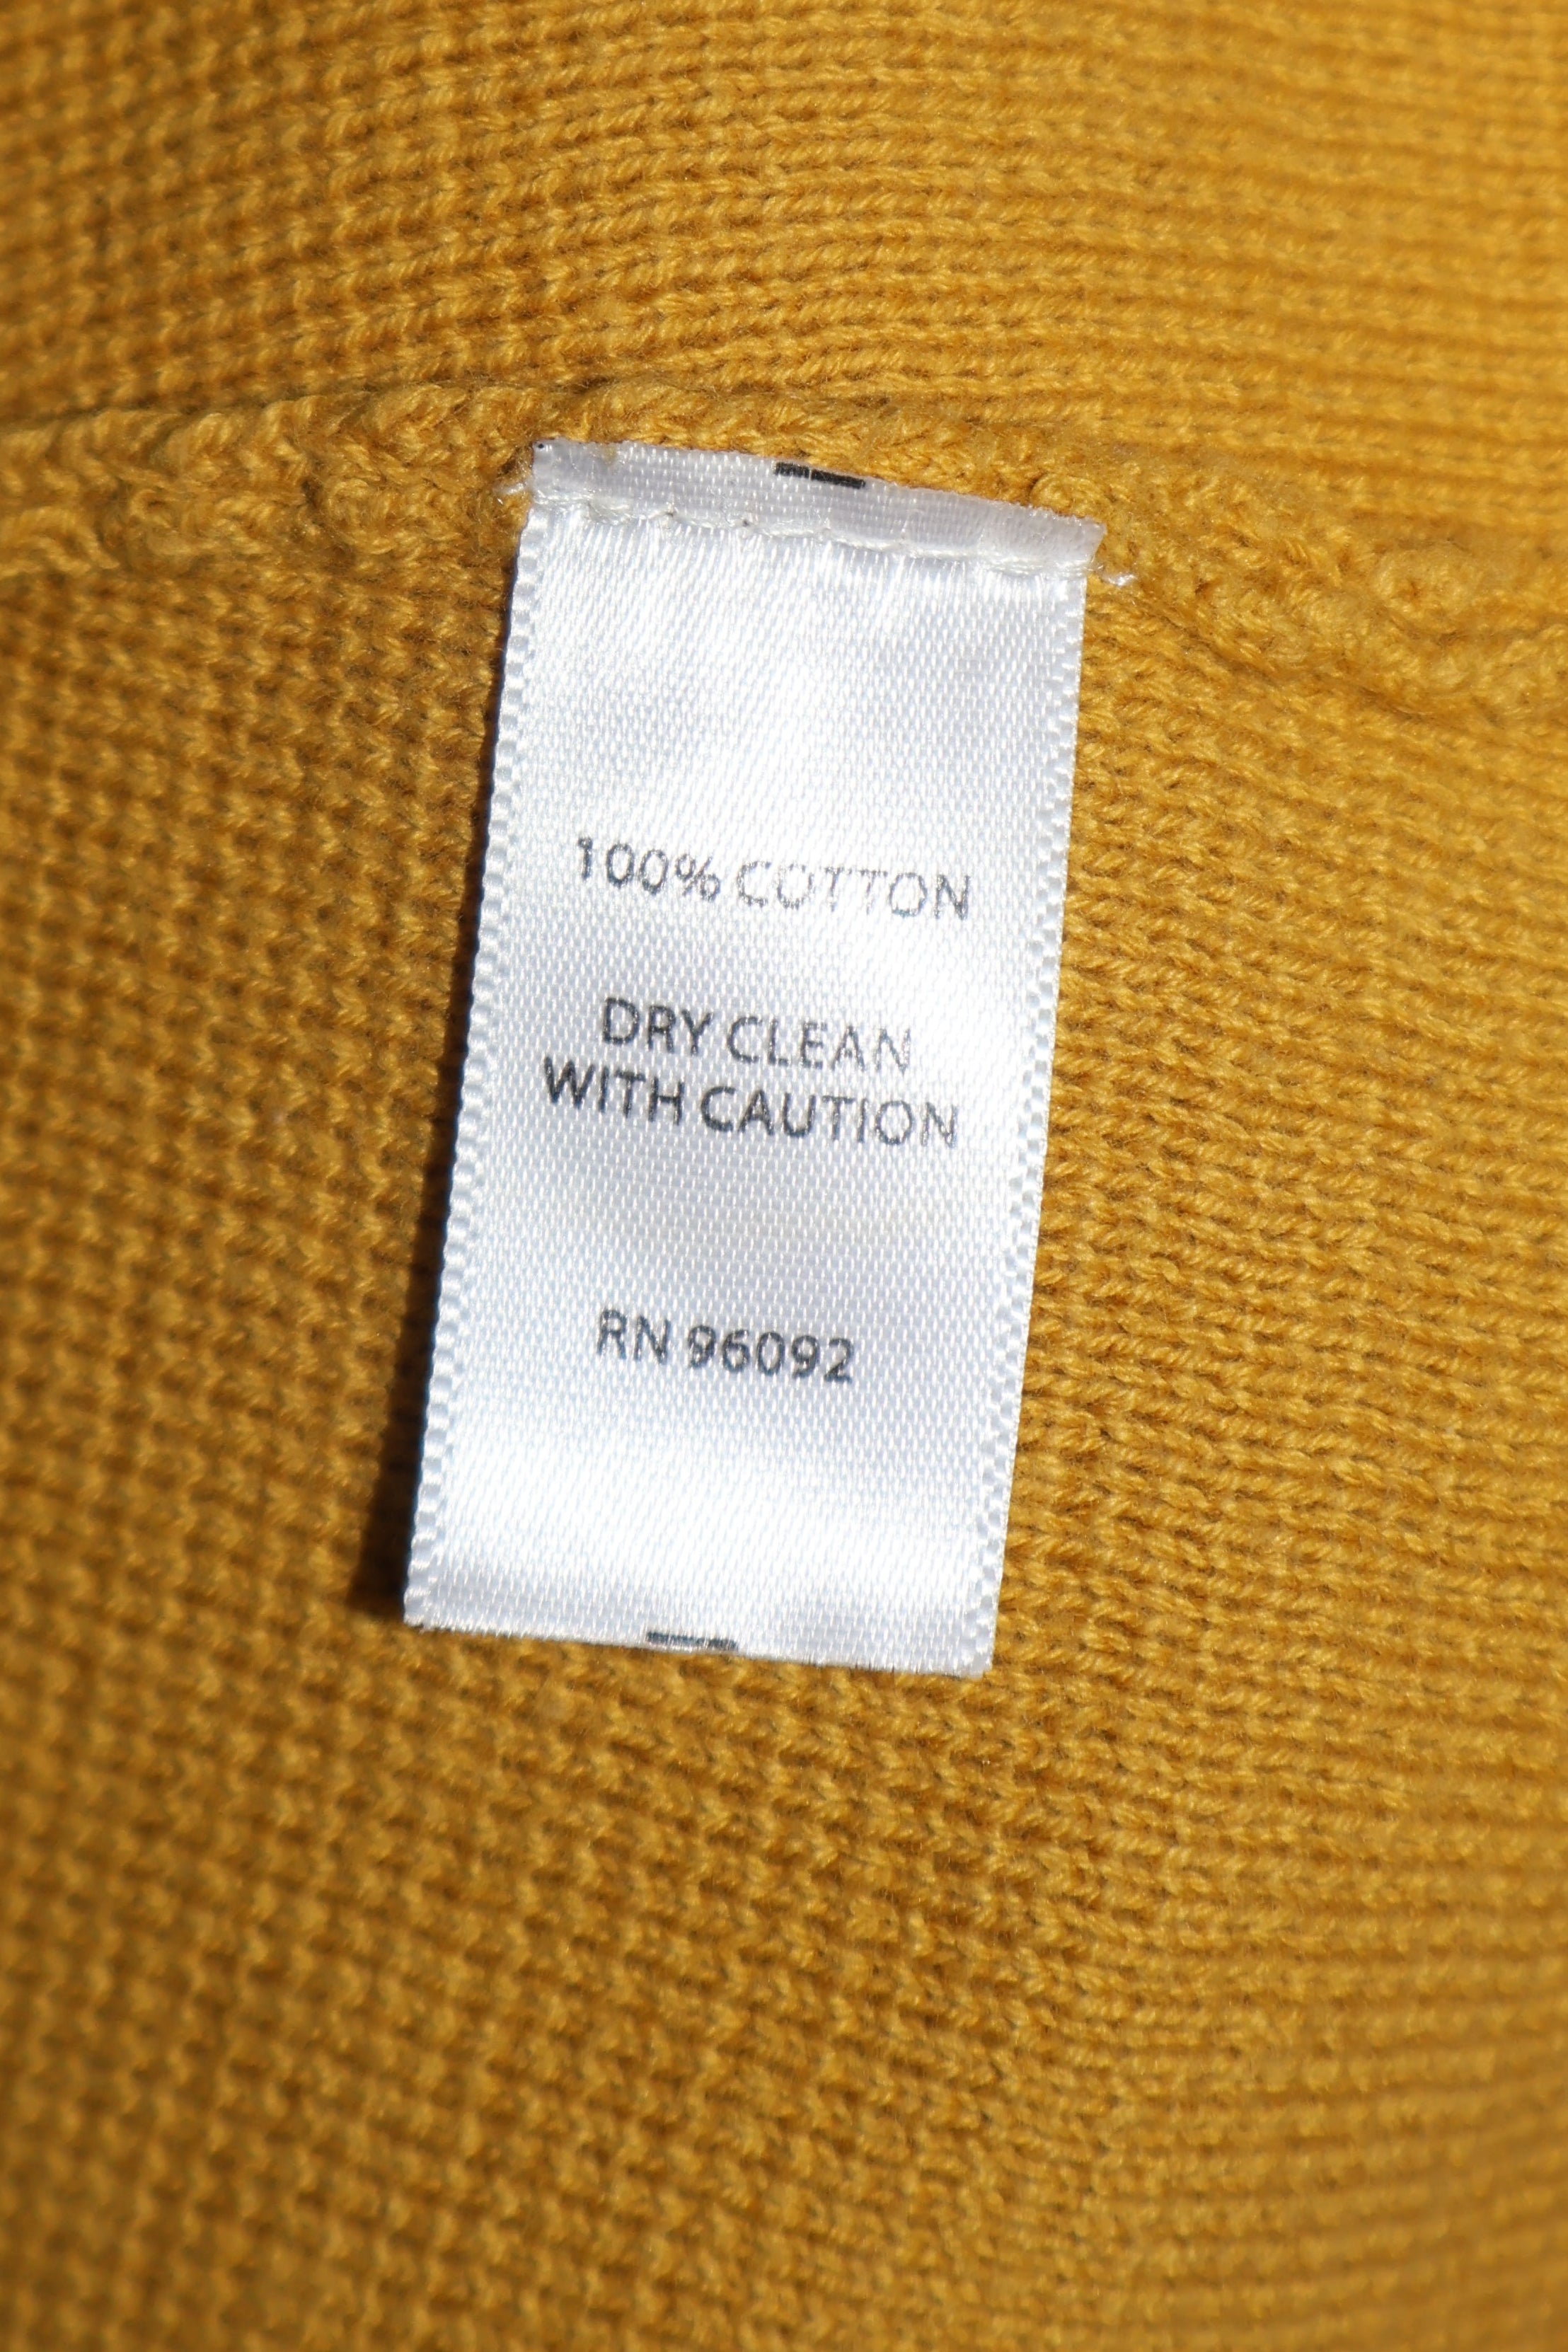 100% COTTON
DRY CLEAN
WITH CAUTION
RN 96092